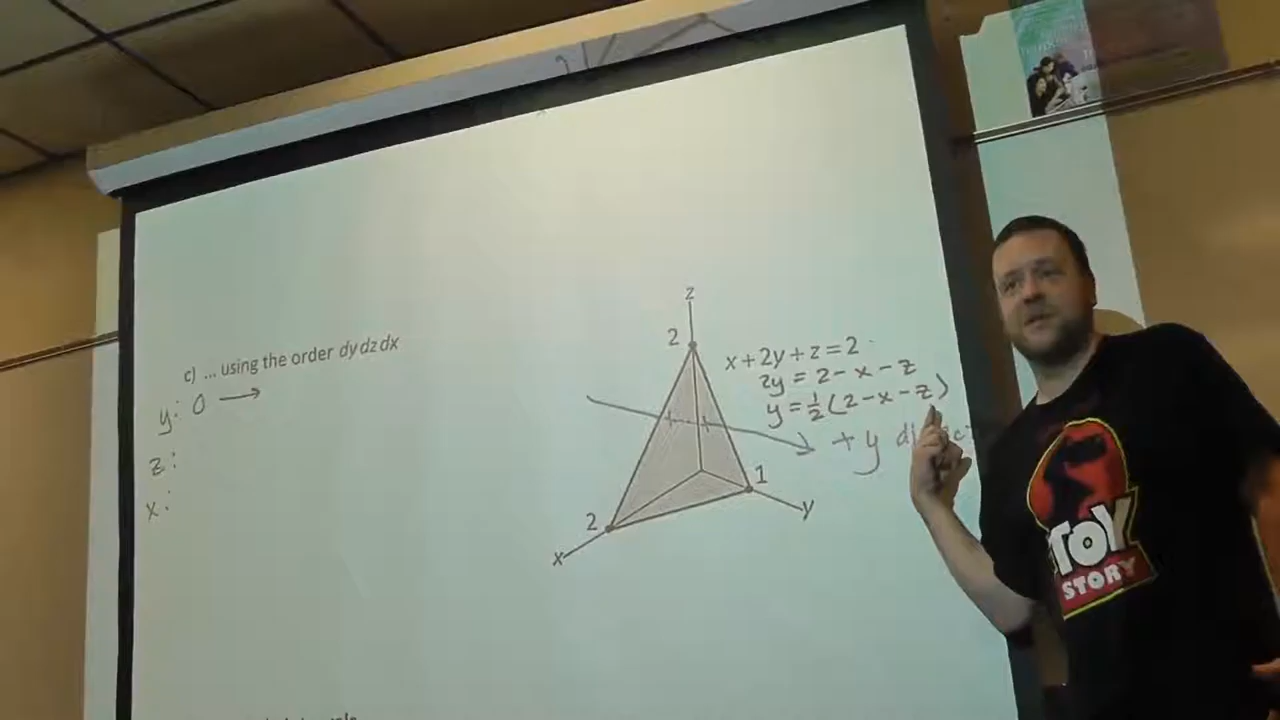 c) ... using the order dy dz dx
y: 0 →
z:
x:
z
2
x + 2y + z = 2
2y = 2 - x - z
y = 1/2 (2 - x - z)
+ y
1
2
y
x
TOY
STORY